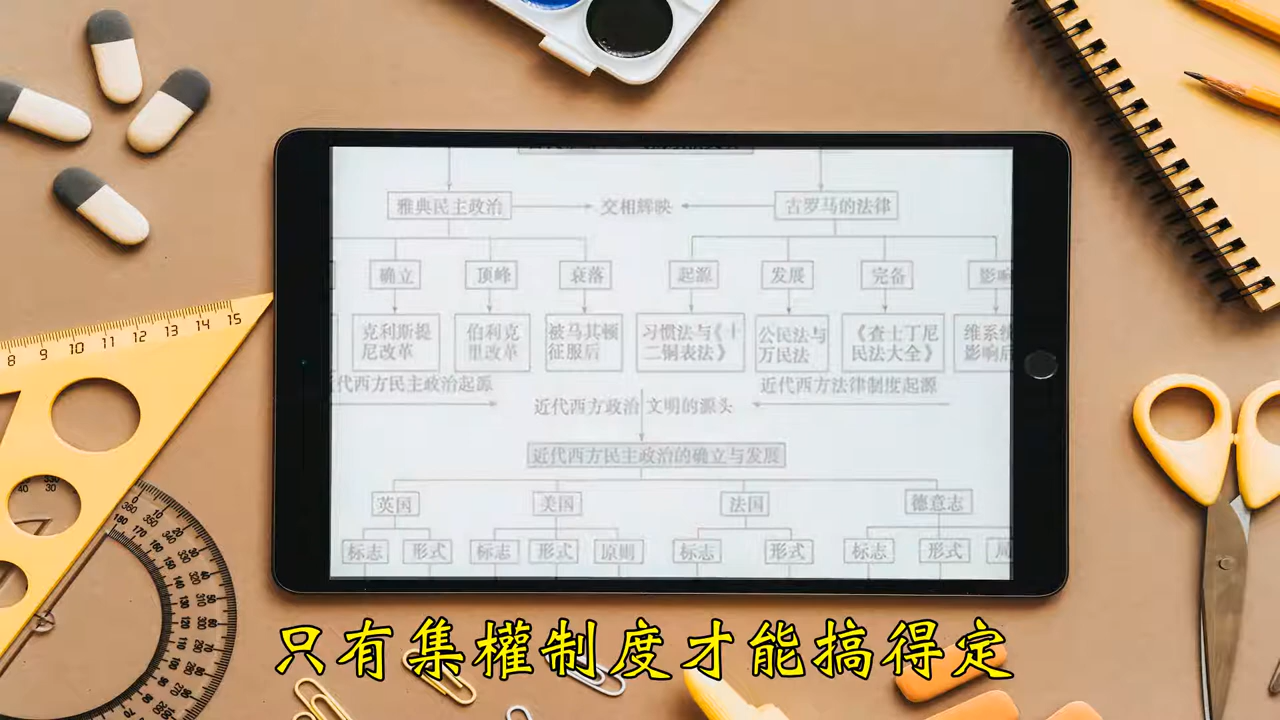 雅典民主政治 交相辉映 古罗马的法律
确立 顶峰 衰落 起源 发展 完备
克利斯提尼改革 伯利克里改革 被马其顿征服后 习惯法与《十二铜表法》 公民法与万民法 《查士丁尼民法大全》
近代西方民主政治起源 近代西方法律制度起源
近代西方政治文明的源头
近代西方民主政治的确立与发展
英国 美国 法国 德意志
标志 形式 标志 形式 原则 标志 形式 标志 形式
8 9 10 11 12 13 14 15
只有集權制度才能搞得定